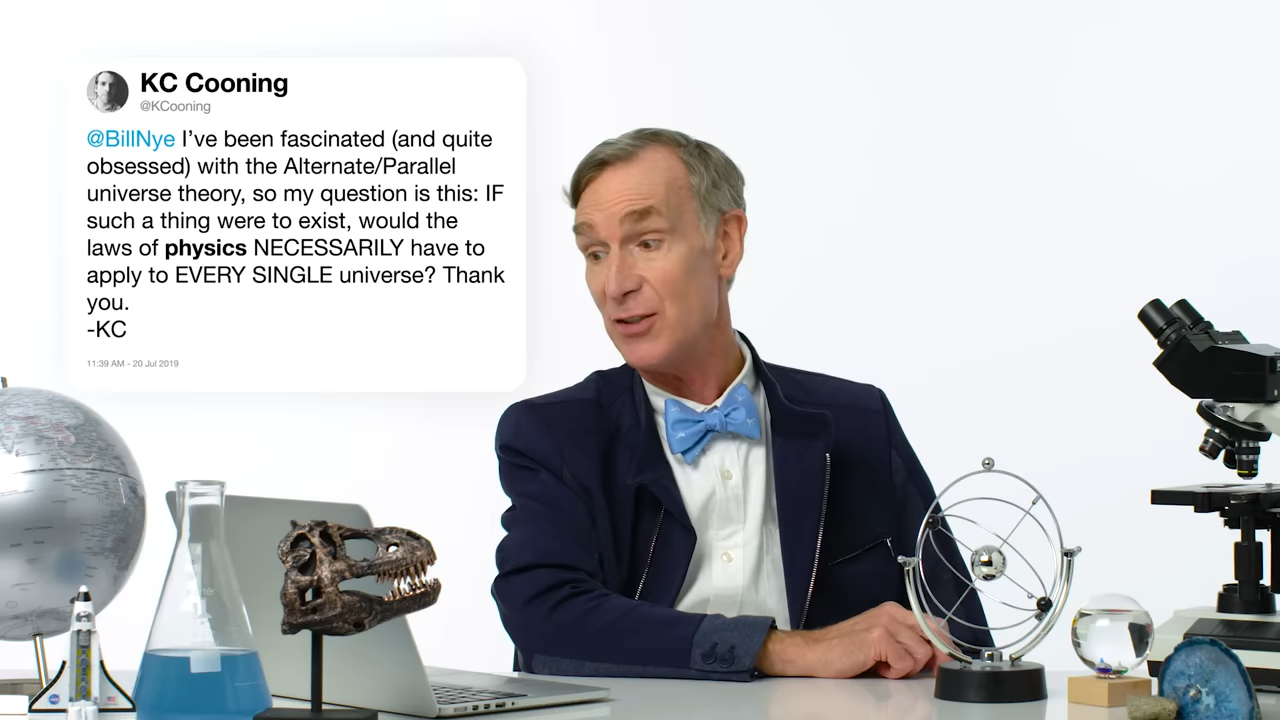 KC Cooning
@KCooning
@BillNye I’ve been fascinated (and quite
obsessed) with the Alternate/Parallel
universe theory, so my question is this: IF
such a thing were to exist, would the
laws of physics NECESSARILY have to
apply to EVERY SINGLE universe? Thank
you.
-KC
11:39 AM - 20 Jul 2019